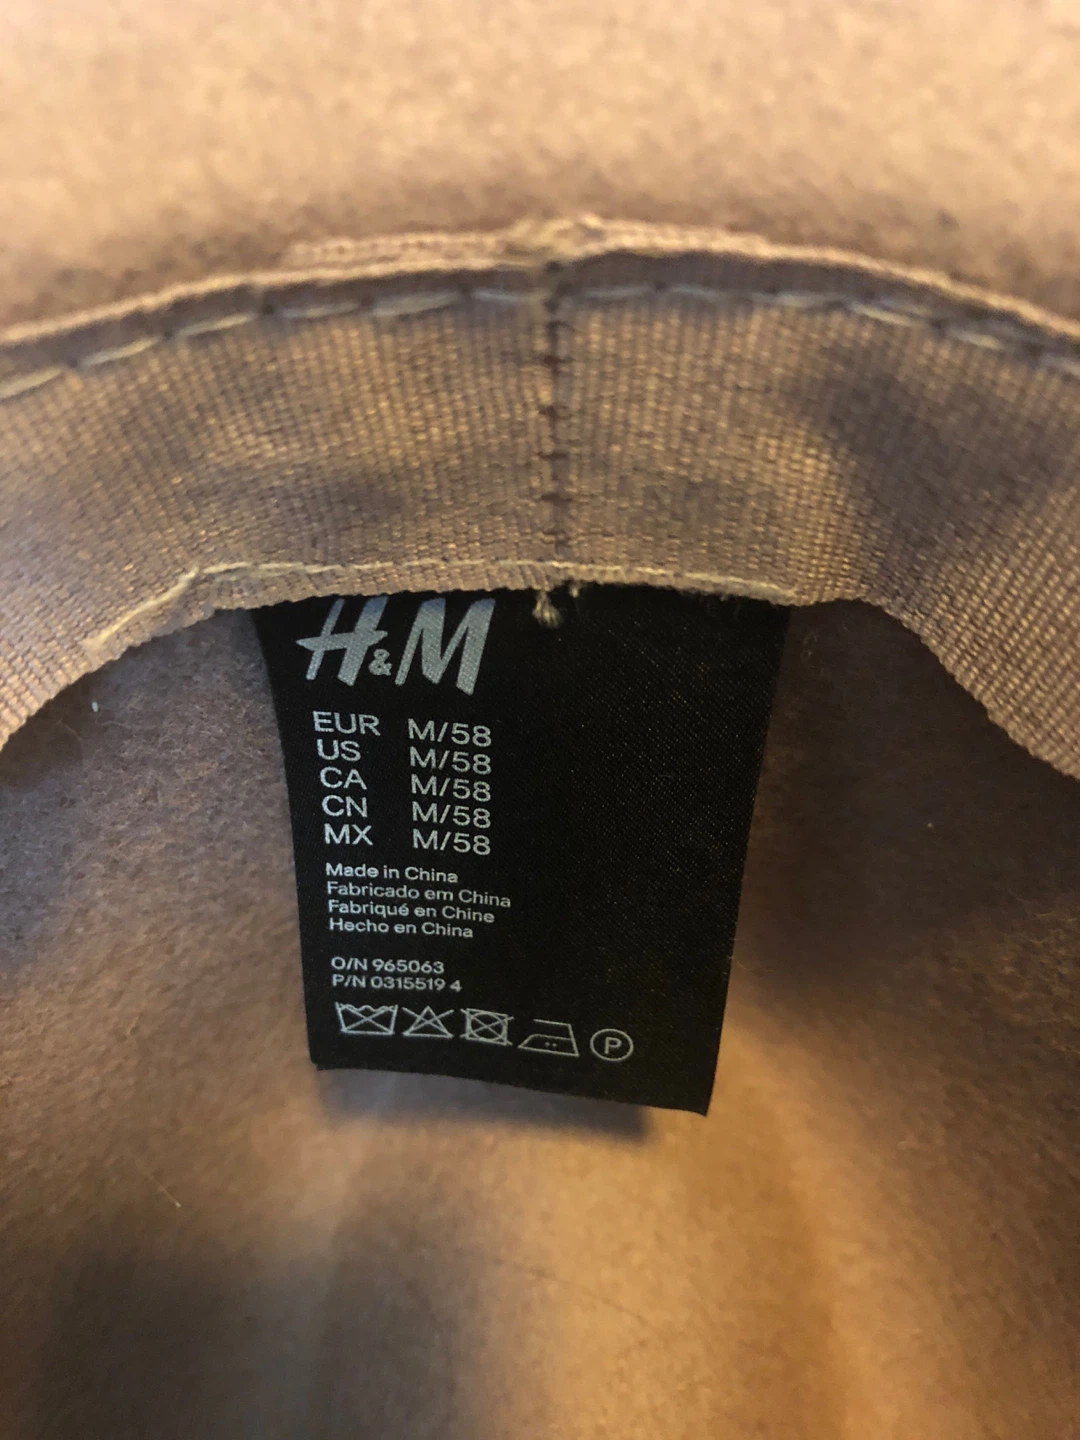 H&M
EUR M/58
US M/58
CA M/58
CN M/58
MX M/58
Made in China
Fabricado em China
Fabriqué en Chine
Hecho en China
O/N 965063
P/N 0315519 4
P